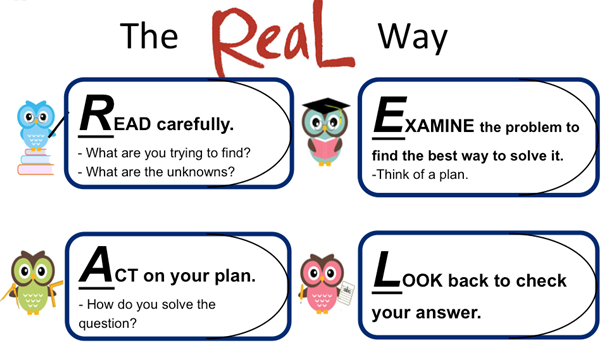 The ReaL Way
READ carefully.
- What are you trying to find?
- What are the unknowns?
EXAMINE the problem to
find the best way to solve it.
-Think of a plan.
ACT on your plan.
- How do you solve the
question?
LOOK back to check
your answer.